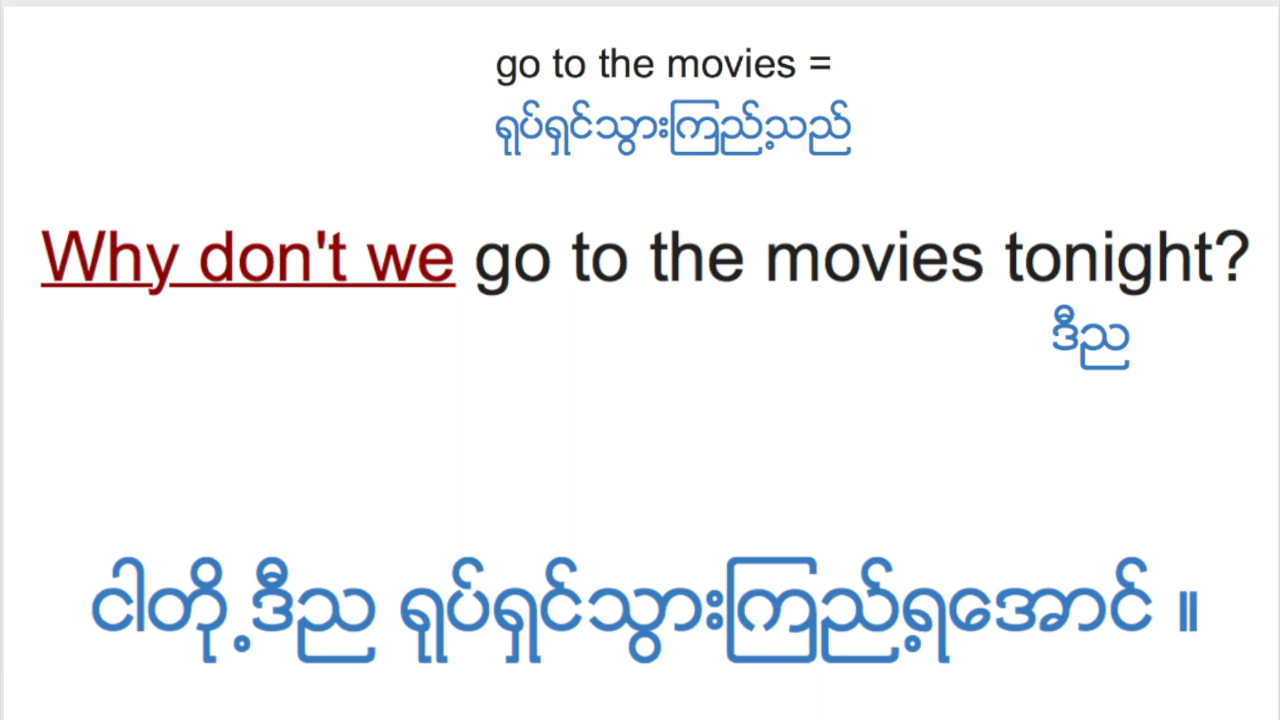 go to the movies =
ရုပ်ရှင်သွားကြည့်သည်
Why don't we go to the movies tonight?
ဒီည
ငါတို့ဒီည ရုပ်ရှင်သွားကြည့်ရအောင် ။